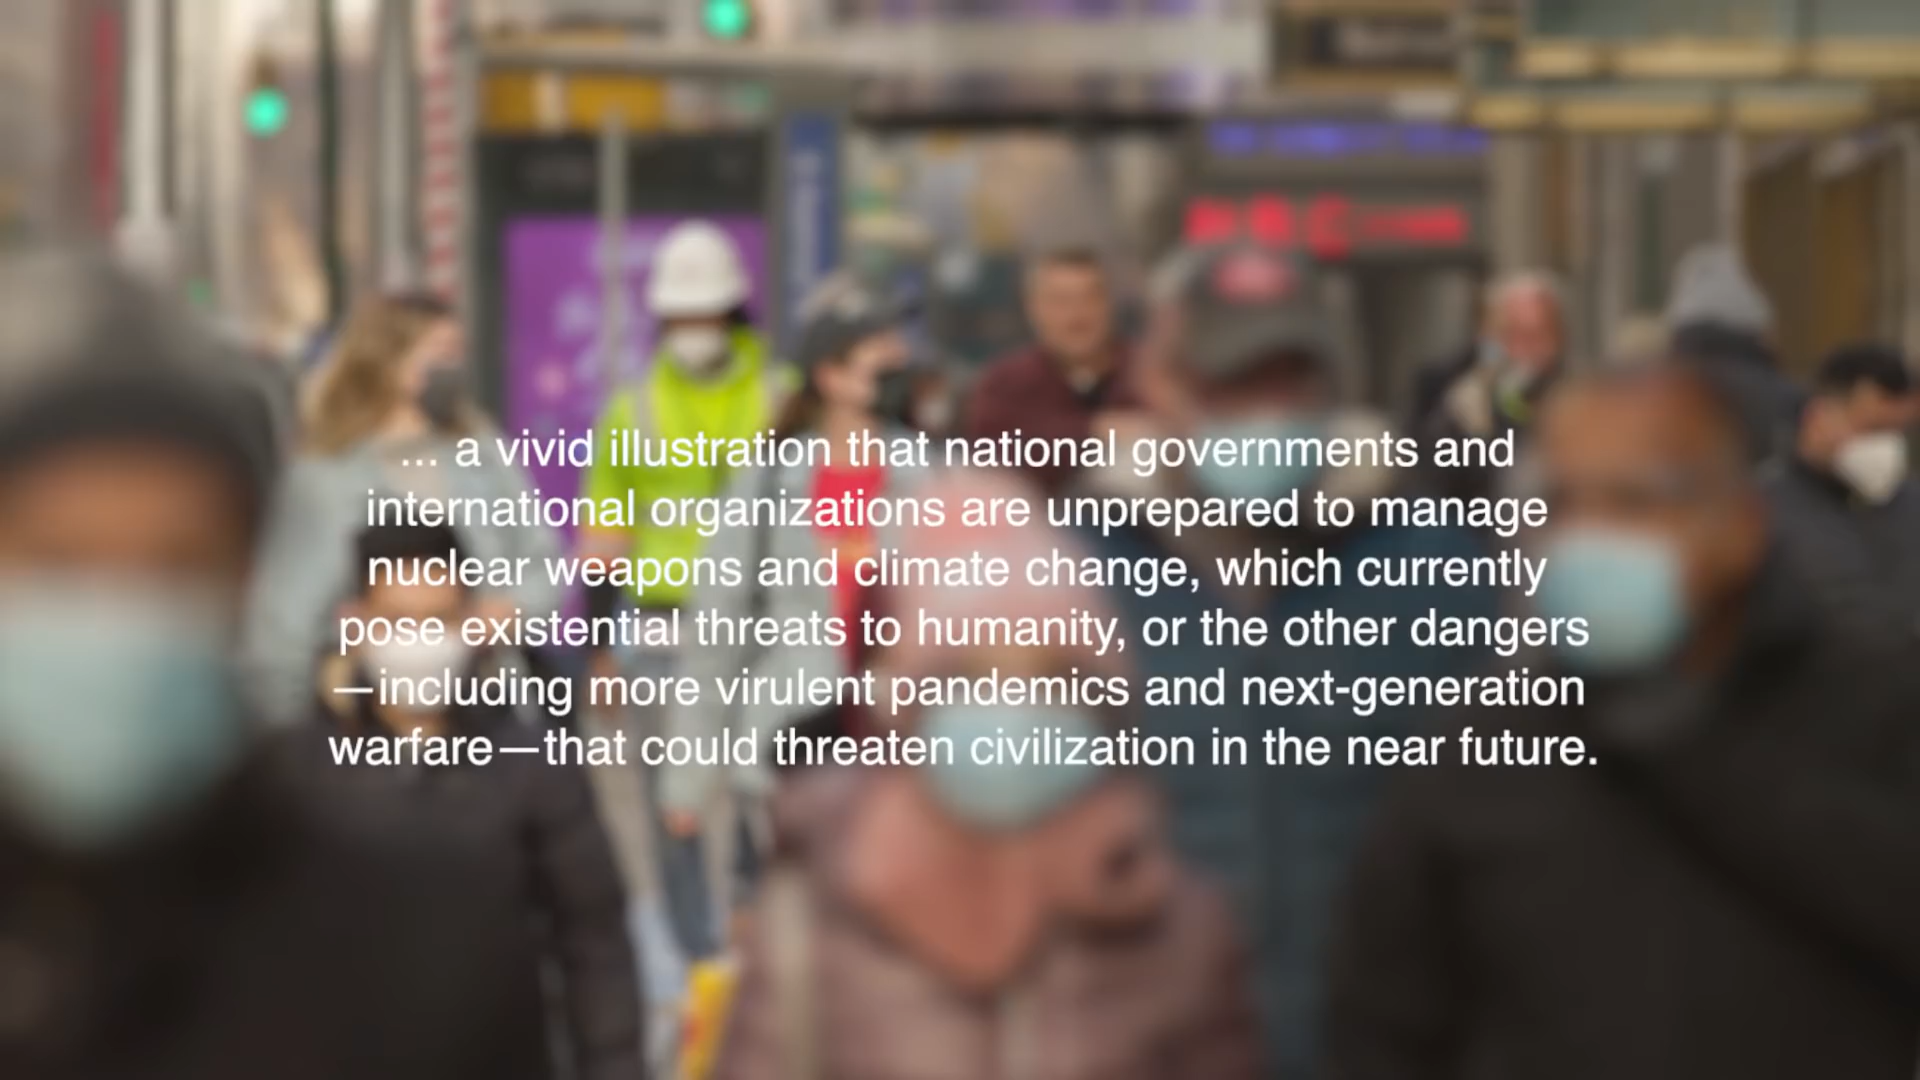 ... a vivid illustration that national governments and
international organizations are unprepared to manage
nuclear weapons and climate change, which currently
pose existential threats to humanity, or the other dangers
—including more virulent pandemics and next-generation
warfare—that could threaten civilization in the near future.